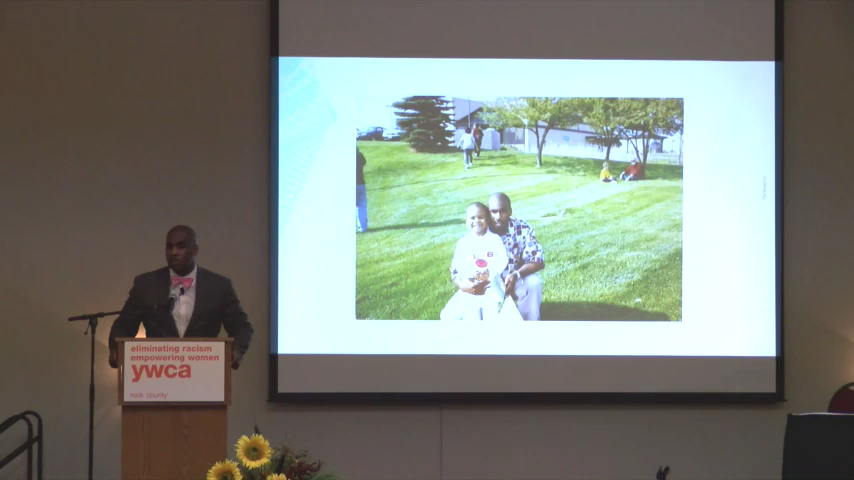 eliminating racism
empowering women
ywca
rock county